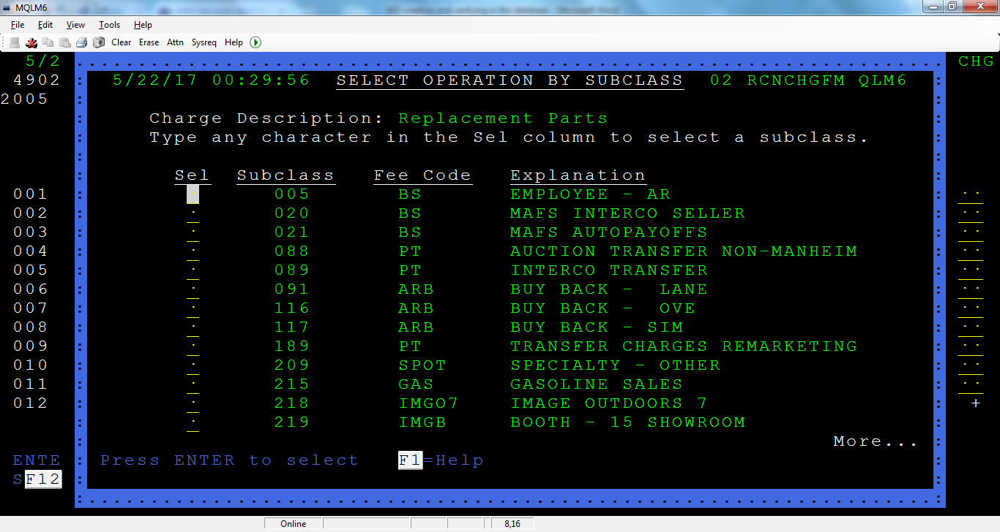 MQLM6
File Edit View Tools Help
Clear Erase Attn Sysreq Help
5/2 CHG
4902 5/22/17 00:29:56 SELECT OPERATION BY SUBCLASS 02 RCNCHGFM QLM6
2005
Charge Description: Replacement Parts
Type any character in the Sel column to select a subclass.
Sel Subclass Fee Code Explanation
001 005 BS EMPLOYEE - AR
002 020 BS MAFS INTERCO SELLER
003 021 BS MAFS AUTOPAYOFFS
004 088 PT AUCTION TRANSFER NON-MANHEIM
005 089 PT INTERCO TRANSFER
006 091 ARB BUY BACK - LANE
007 116 ARB BUY BACK - OVE
008 117 ARB BUY BACK - SIM
009 189 PT TRANSFER CHARGES REMARKETING
010 209 SPOT SPECIALTY - OTHER
011 215 GAS GASOLINE SALES
012 218 IMGO7 IMAGE OUTDOORS 7 +
219 IMGB BOOTH - 15 SHOWROOM
More...
ENTE Press ENTER to select F1=Help
SF12
Online 8,16